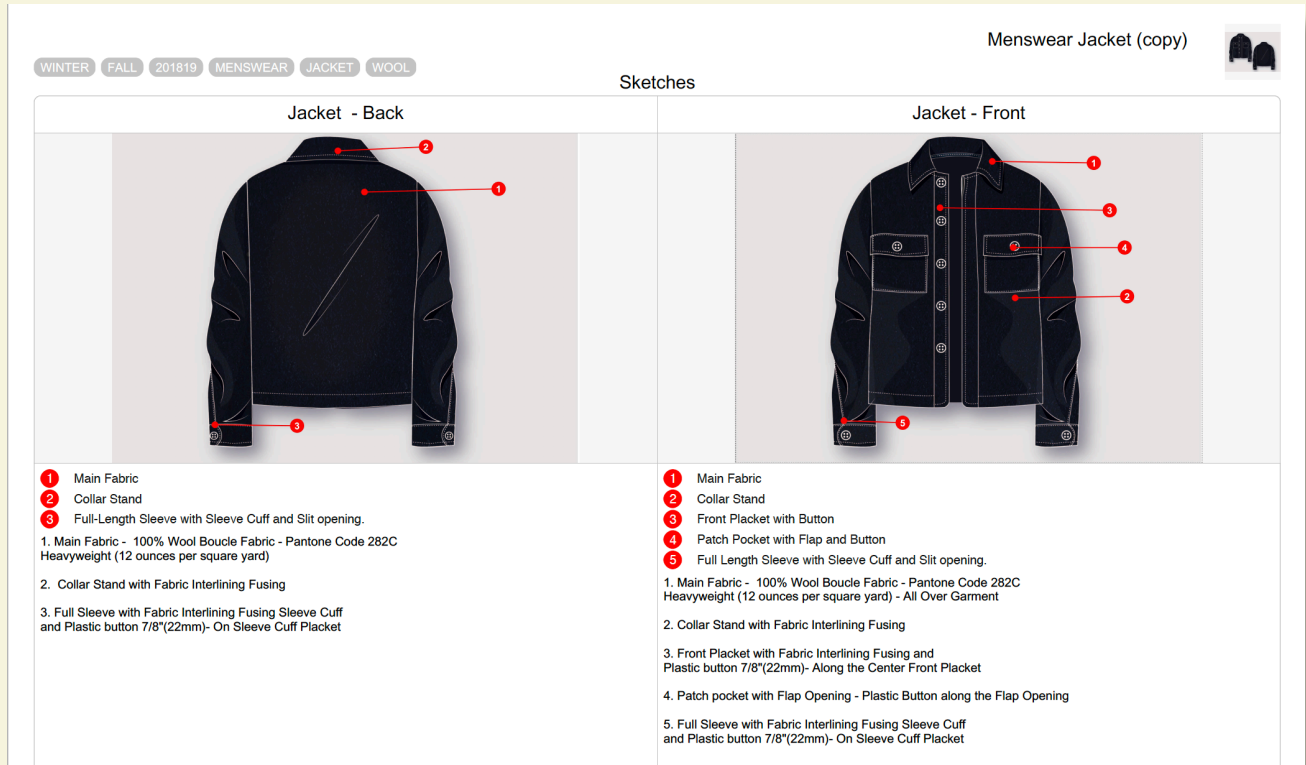 Menswear Jacket (copy)
WINTER FALL 201819 MENSWEAR JACKET WOOL
Sketches
Jacket - Back
2
1
3
1 Main Fabric
2 Collar Stand
3 Full-Length Sleeve with Sleeve Cuff and Slit opening.
1. Main Fabric - 100% Wool Boucle Fabric - Pantone Code 282C
Heavyweight (12 ounces per square yard)
2. Collar Stand with Fabric Interlining Fusing
3. Full Sleeve with Fabric Interlining Fusing Sleeve Cuff
and Plastic button 7/8"(22mm)- On Sleeve Cuff Placket
Jacket - Front
1
3
4
2
5
1 Main Fabric
2 Collar Stand
3 Front Placket with Button
4 Patch Pocket with Flap and Button
5 Full Length Sleeve with Sleeve Cuff and Slit opening.
1. Main Fabric - 100% Wool Boucle Fabric - Pantone Code 282C
Heavyweight (12 ounces per square yard) - All Over Garment
2. Collar Stand with Fabric Interlining Fusing
3. Front Placket with Fabric Interlining Fusing and
Plastic button 7/8"(22mm)- Along the Center Front Placket
4. Patch pocket with Flap Opening - Plastic Button along the Flap Opening
5. Full Sleeve with Fabric Interlining Fusing Sleeve Cuff
and Plastic button 7/8"(22mm)- On Sleeve Cuff Placket